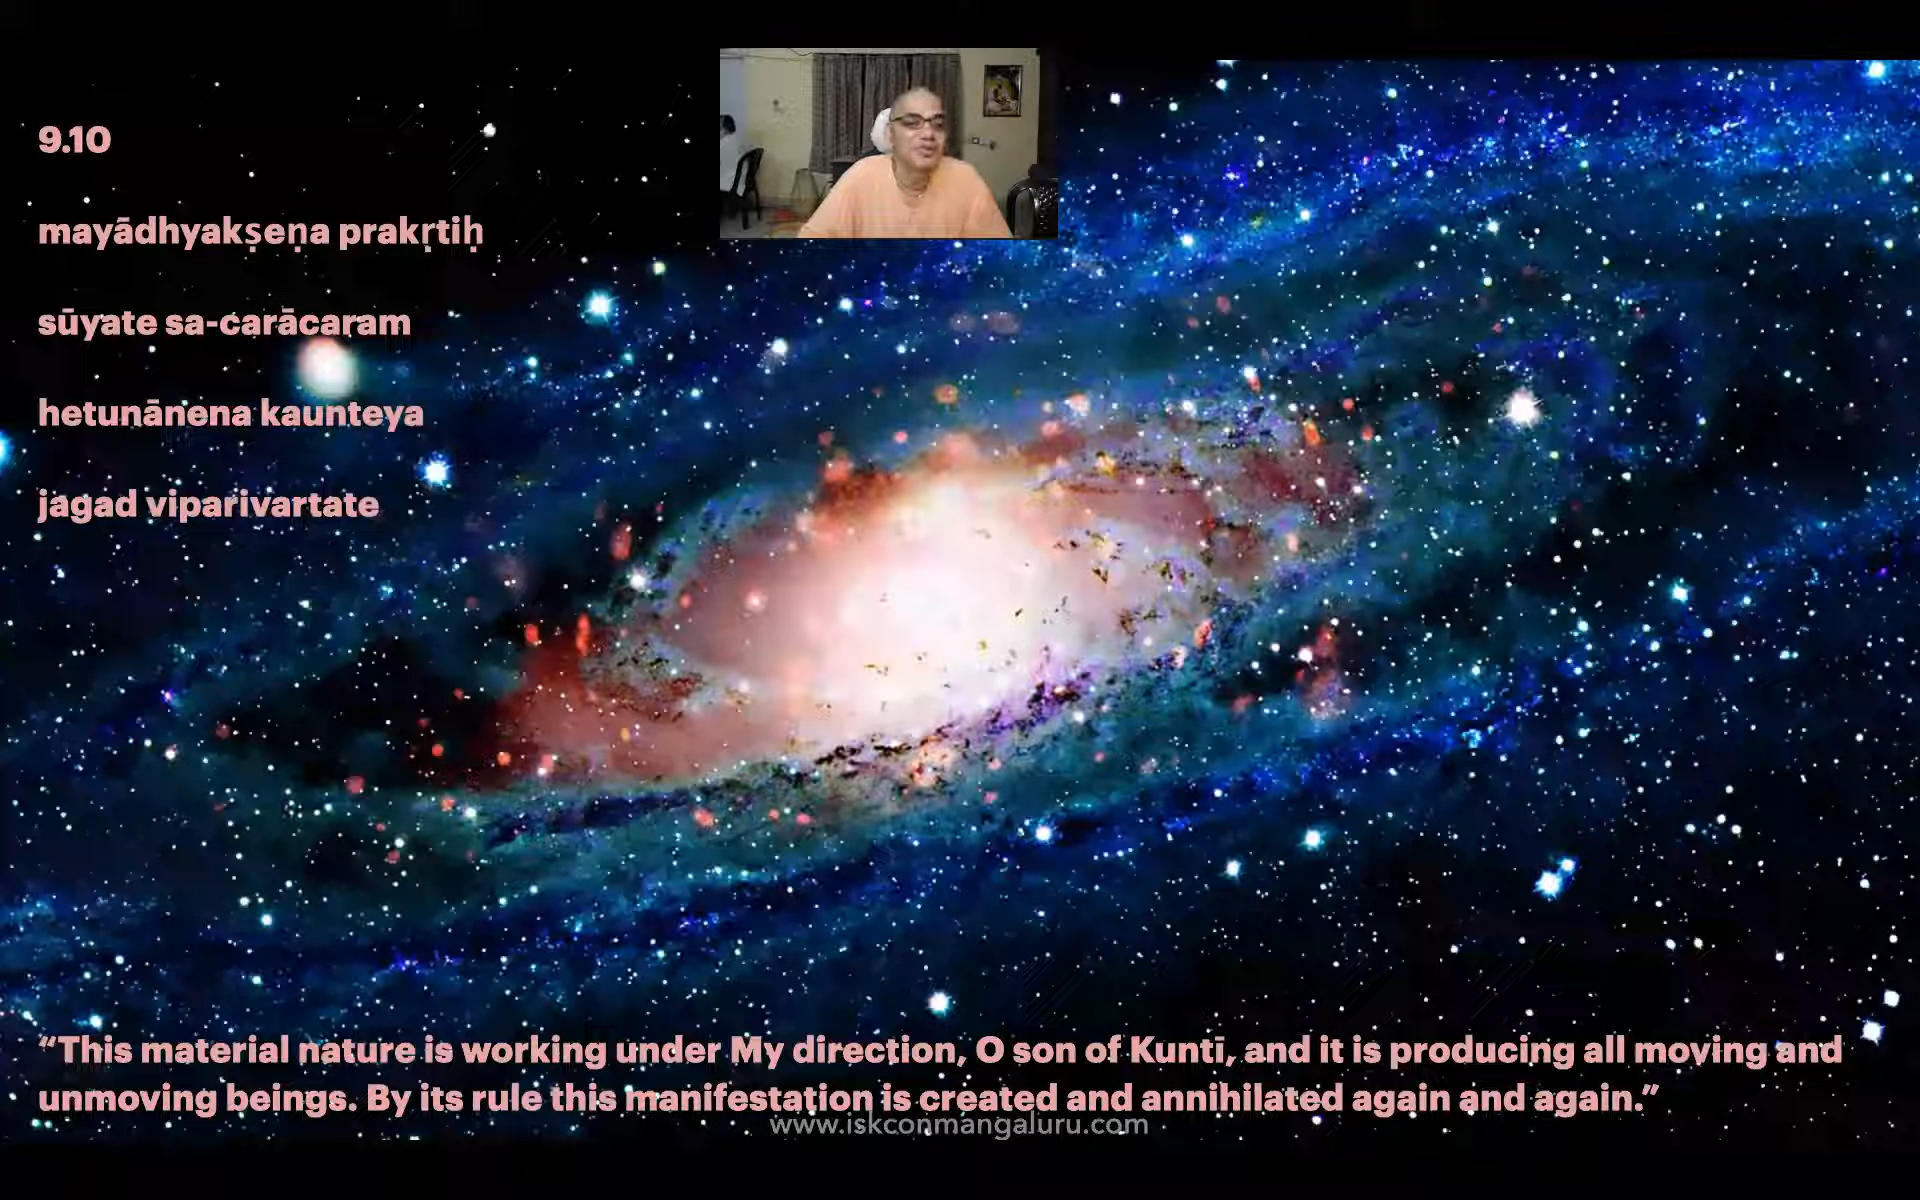 9.10
mayādhyakṣeṇa prakṛtiḥ
sūyate sa-carācaram
hetunānena kaunteya
jagad viparivartate
“This material nature is working under My direction, O son of Kuntī, and it is producing all moving and
unmoving beings. By its rule this manifestation is created and annihilated again and again.”
www.iskconmangaluru.com